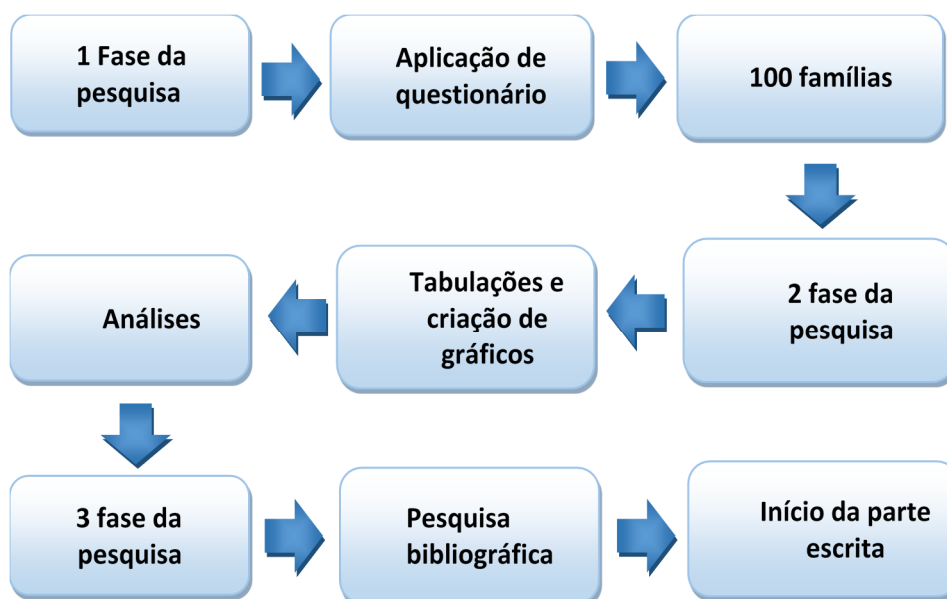 1 Fase da
pesquisa
Aplicação de
questionário
100 famílias
2 fase da
pesquisa
Tabulações e
criação de
gráficos
Análises
3 fase da
pesquisa
Pesquisa
bibliográfica
Início da parte
escrita